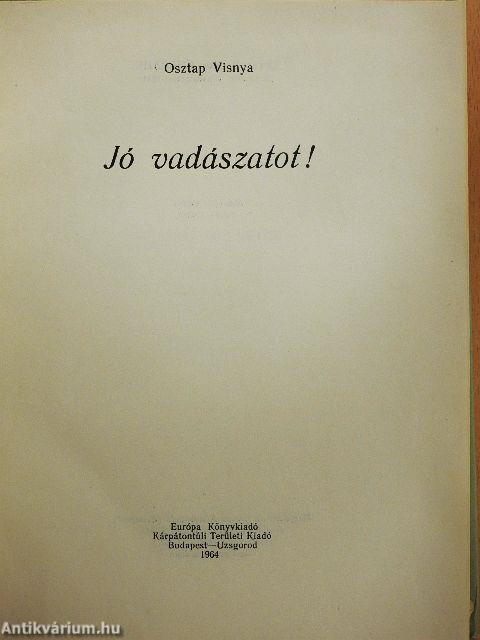 Osztap Visnya
Jó vadászatot!
Európa Könyvkiadó
Kárpátontúli Területi Kiadó
Budapest—Uzsgorod
1964
Antikvárium.hu